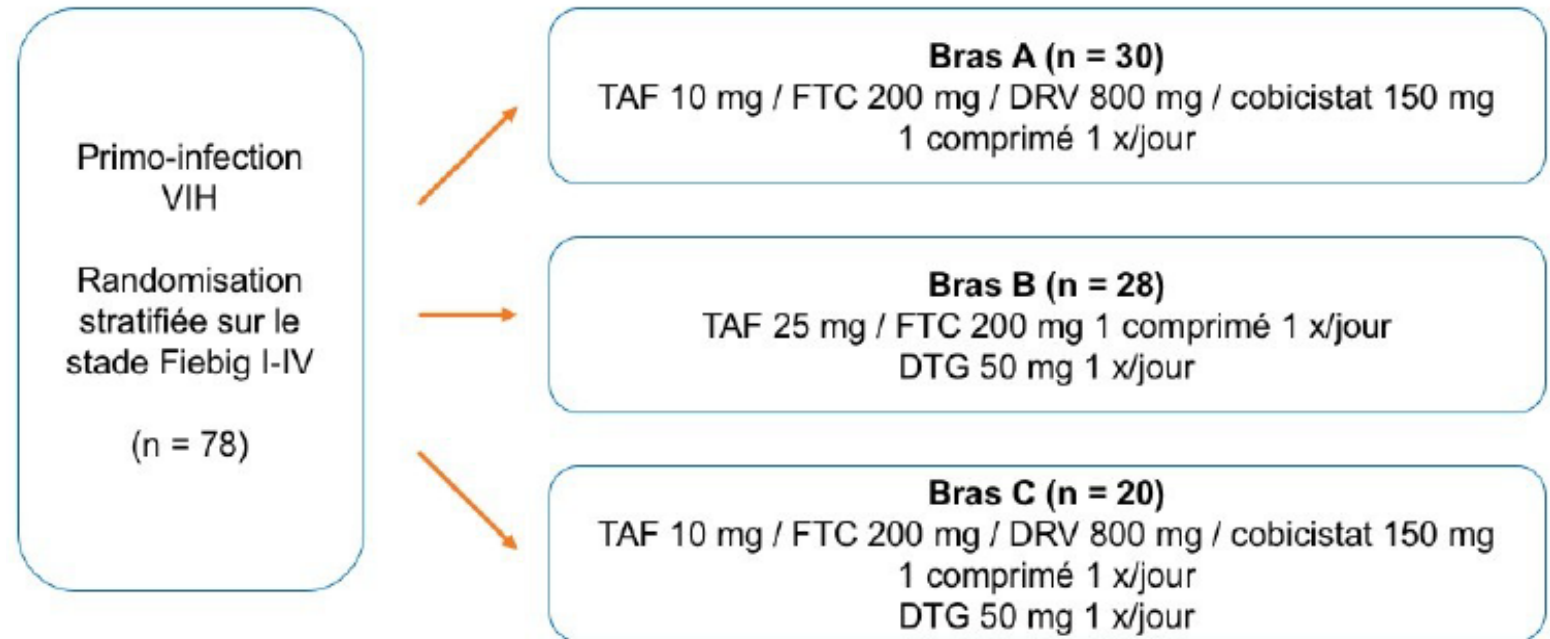 Primo-infection
VIH
Randomisation
stratifiée sur le
stade Fiebig I-IV
(n = 78)
Bras A (n = 30)
TAF 10 mg / FTC 200 mg / DRV 800 mg / cobicistat 150 mg
1 comprimé 1 x/jour
Bras B (n = 28)
TAF 25 mg / FTC 200 mg 1 comprimé 1 x/jour
DTG 50 mg 1 x/jour
Bras C (n = 20)
TAF 10 mg / FTC 200 mg / DRV 800 mg / cobicistat 150 mg
1 comprimé 1 x/jour
DTG 50 mg 1 x/jour